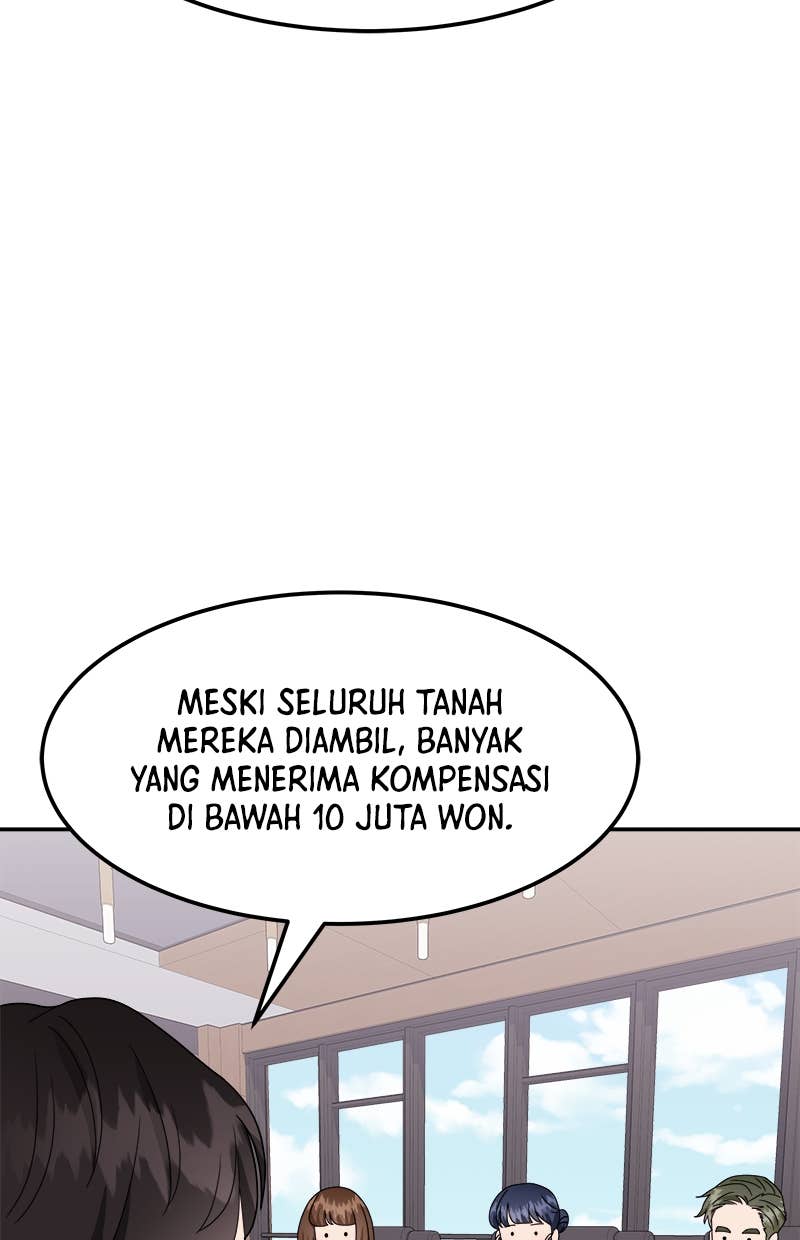 MESKI SELURUH TANAH
MEREKA DIAMBIL, BANYAK
YANG MENERIMA KOMPENSASI
DI BAWAH 10 JUTA WON.